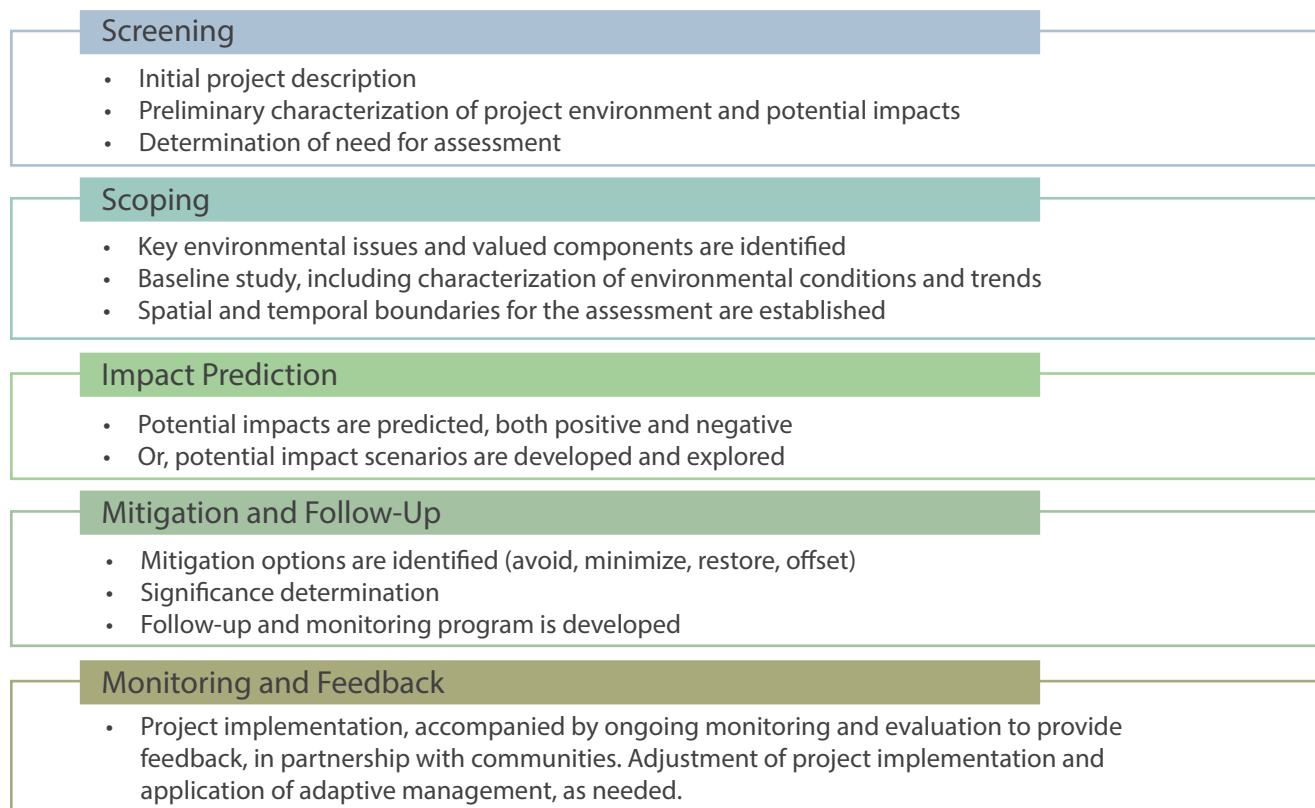 Screening
• Initial project description
• Preliminary characterization of project environment and potential impacts
• Determination of need for assessment
Scoping
• Key environmental issues and valued components are identified
• Baseline study, including characterization of environmental conditions and trends
• Spatial and temporal boundaries for the assessment are established
Impact Prediction
• Potential impacts are predicted, both positive and negative
• Or, potential impact scenarios are developed and explored
Mitigation and Follow-Up
• Mitigation options are identified (avoid, minimize, restore, offset)
• Significance determination
• Follow-up and monitoring program is developed
Monitoring and Feedback
• Project implementation, accompanied by ongoing monitoring and evaluation to provide
feedback, in partnership with communities. Adjustment of project implementation and
application of adaptive management, as needed.